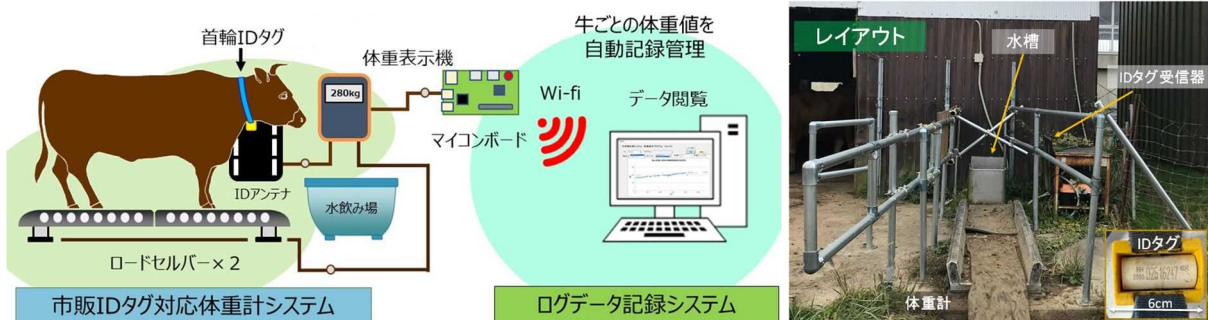 首輪IDタグ
体重表示機
280kg
マイコンボード
IDアンテナ
水飲み場
ロードセルバー×2
市販IDタグ対応体重計システム
牛ごとの体重値を
自動記録管理
Wi-fi
データ閲覧
ログデータ記録システム
レイアウト
水槽
IDタグ受信器
体重計
IDタグ
6cm